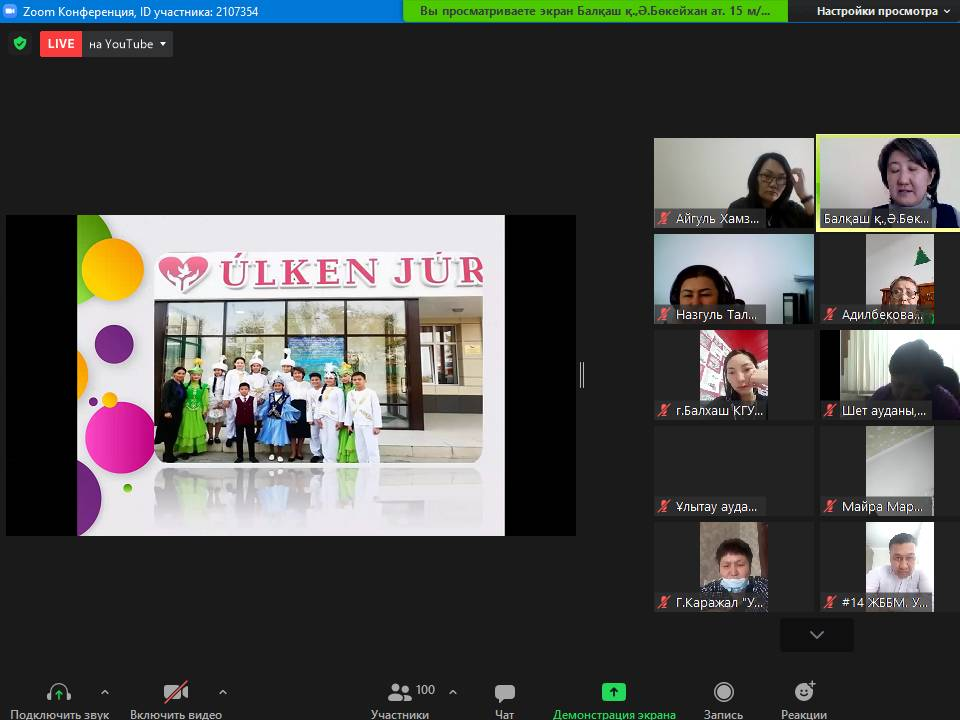 Zoom Конференция, ID участника: 2107354
Вы просматриваете экран Балқаш қ.,Ә.Бөкейхан ат. 15 м/...
Настройки просмотра
LIVE на YouTube
ÚLKEN JÚR
Айгуль Хамз...
Балқаш қ.,Ә.Бөк...
Назгуль Тал...
Адилбекова...
г.Балхаш КГУ...
Шет ауданы,...
Ұлытау ауда...
Майра Мар...
Г.Каражал "У...
#14 ЖББМ. У...
100
Подключить звук
Включить видео
Участники
Чат
Демонстрация экрана
Запись
Реакции